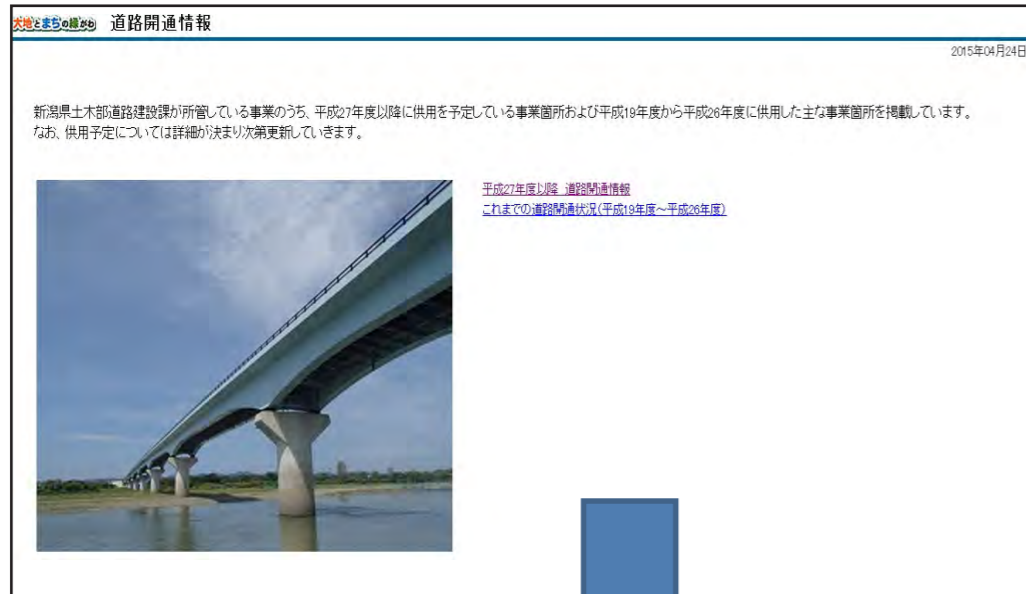 大地とまちの緑がわ 道路開通情報
2015年04月24日
新潟県土木部道路建設課が所管している事業のうち、平成27年度以降に供用を予定している事業箇所および平成19年度から平成26年度に供用した主な事業箇所を掲載しています。
なお、供用予定については詳細が決まり次第更新していきます。
平成27年度以降 道路開通情報
これまでの道路開通状況(平成19年度～平成26年度)